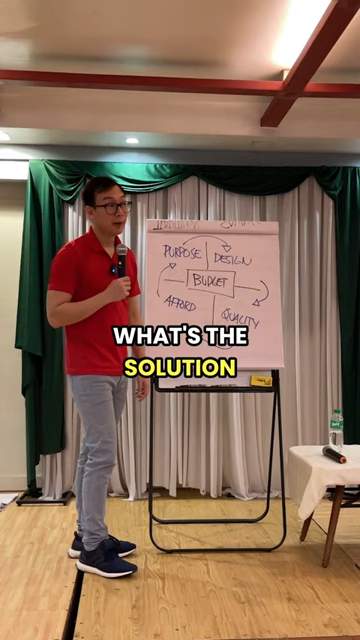 PURPOSE
DESIGN
BUDGET
AFFORD
QUALITY
WHAT'S THE
SOLUTION